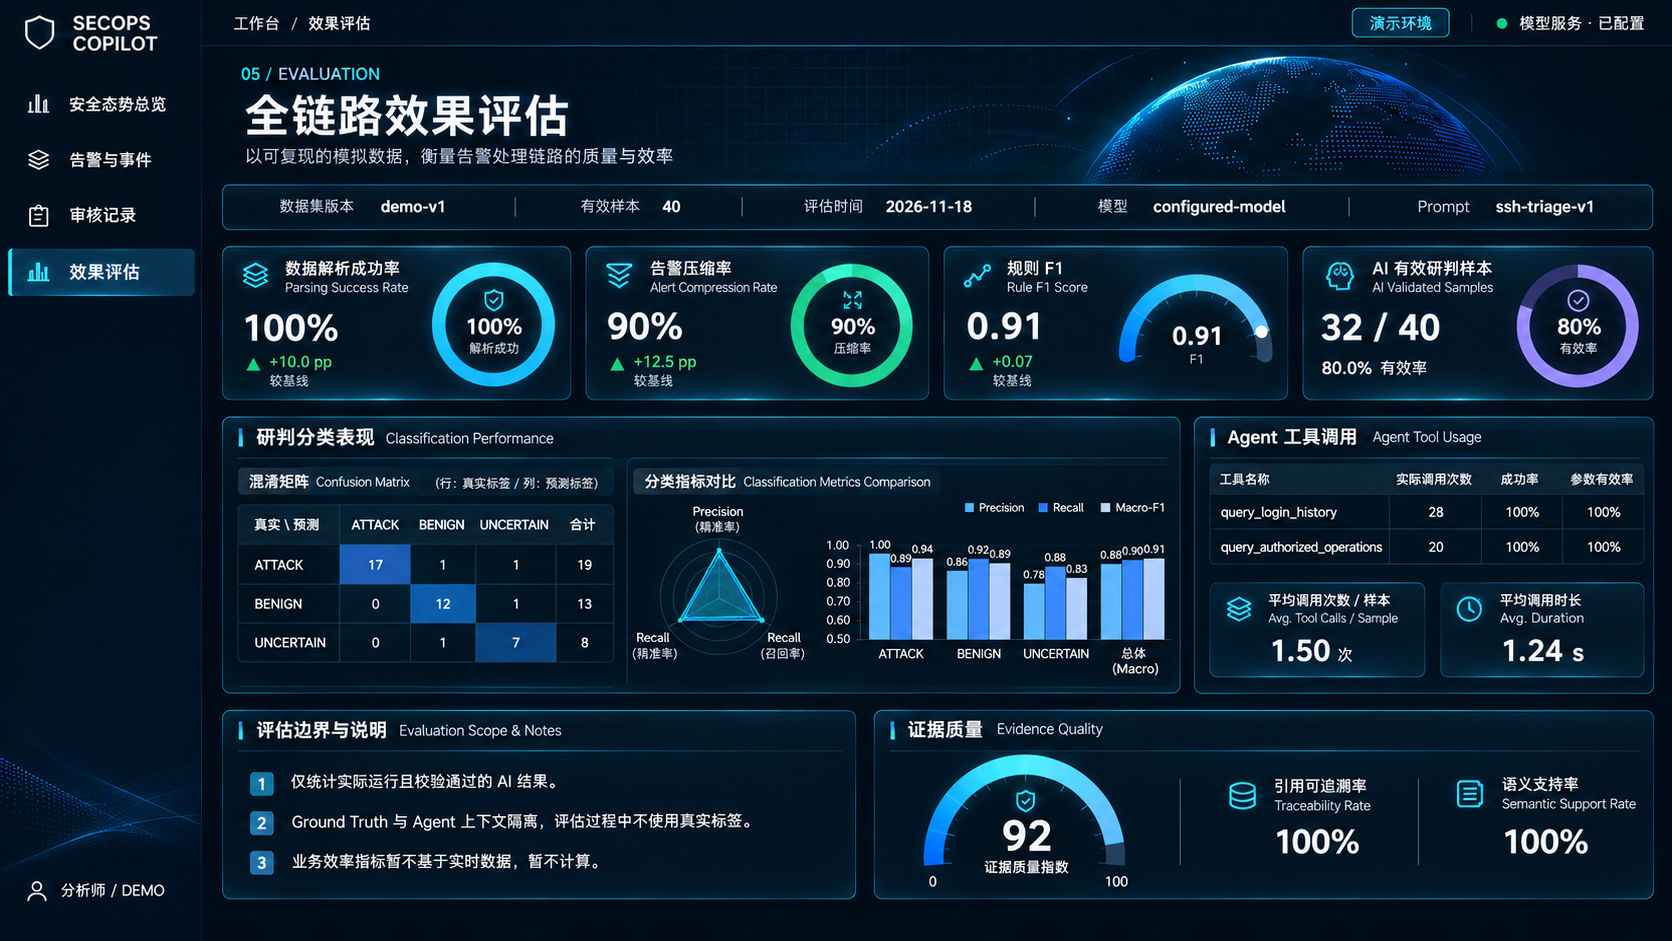 SECOPS
COPILOT
安全态势总览
告警与事件
审核记录
效果评估
分析师 / DEMO
工作台 / 效果评估
演示环境
模型服务 · 已配置
05 / EVALUATION
全链路效果评估
以可复现的模拟数据，衡量告警处理链路的质量与效率
数据集版本 demo-v1
有效样本 40
评估时间 2026-11-18
模型 configured-model
Prompt ssh-triage-v1
数据解析成功率
Parsing Success Rate
100%
+10.0 pp
较基线
100%
解析成功
告警压缩率
Alert Compression Rate
90%
+12.5 pp
较基线
90%
压缩率
规则 F1
Rule F1 Score
0.91
+0.07
较基线
0.91
F1
AI 有效研判样本
AI Validated Samples
32 / 40
80.0% 有效率
80%
有效率
研判分类表现 Classification Performance
混淆矩阵 Confusion Matrix （行：真实标签 / 列：预测标签）
真实 \ 预测 ATTACK BENIGN UNCERTAIN 合计
ATTACK 17 1 1 19
BENIGN 0 12 1 13
UNCERTAIN 0 1 7 8
分类指标对比 Classification Metrics Comparison
Precision
(精准率)
Recall
(精准率)
Recall
(召回率)
Precision Recall Macro-F1
1.00
0.90
0.80
0.70
0.60
0.50
1.00 0.89 0.94
0.86 0.92 0.89
0.78 0.88 0.83
0.88 0.90 0.91
ATTACK BENIGN UNCERTAIN 总体
(Macro)
Agent 工具调用 Agent Tool Usage
工具名称 实际调用次数 成功率 参数有效率
query_login_history 28 100% 100%
query_authorized_operations 20 100% 100%
平均调用次数 / 样本
Avg. Tool Calls / Sample
1.50 次
平均调用时长
Avg. Duration
1.24 s
评估边界与说明 Evaluation Scope & Notes
1 仅统计实际运行且校验通过的 AI 结果。
2 Ground Truth 与 Agent 上下文隔离，评估过程中不使用真实标签。
3 业务效率指标暂不基于实时数据，暂不计算。
证据质量 Evidence Quality
92
证据质量指数
0 100
引用可追溯率
Traceability Rate
100%
语义支持率
Semantic Support Rate
100%